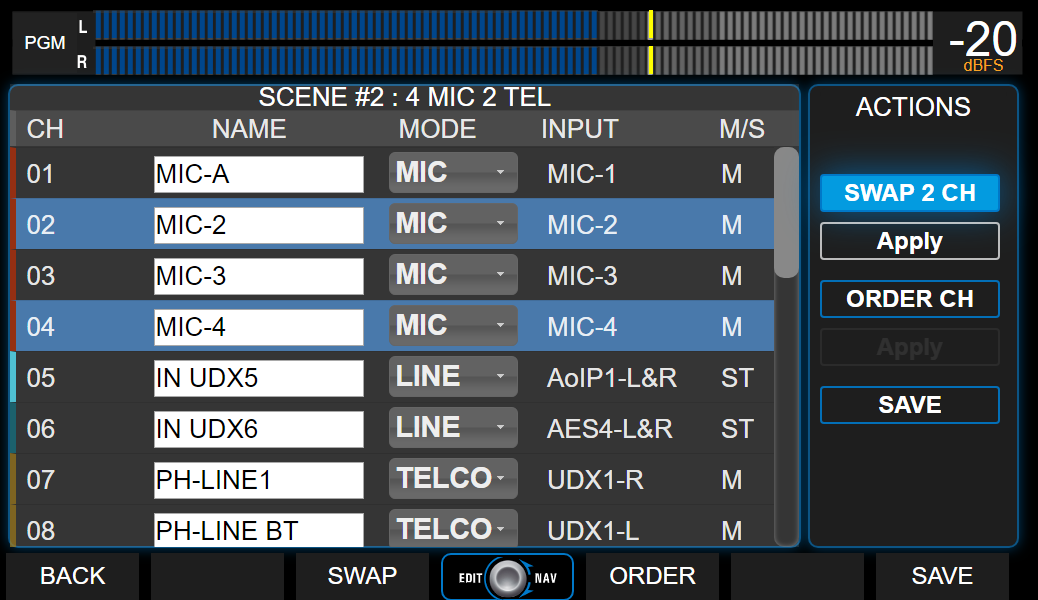 PGM L R -20 dBFS
SCENE #2 : 4 MIC 2 TEL
CH NAME MODE INPUT M/S
01 MIC-A MIC MIC-1 M
02 MIC-2 MIC MIC-2 M
03 MIC-3 MIC MIC-3 M
04 MIC-4 MIC MIC-4 M
05 IN UDX5 LINE AoIP1-L&R ST
06 IN UDX6 LINE AES4-L&R ST
07 PH-LINE1 TELCO UDX1-R M
08 PH-LINE BT TELCO UDX1-L M
ACTIONS
SWAP 2 CH
Apply
ORDER CH
Apply
SAVE
BACK SWAP EDIT NAV ORDER SAVE